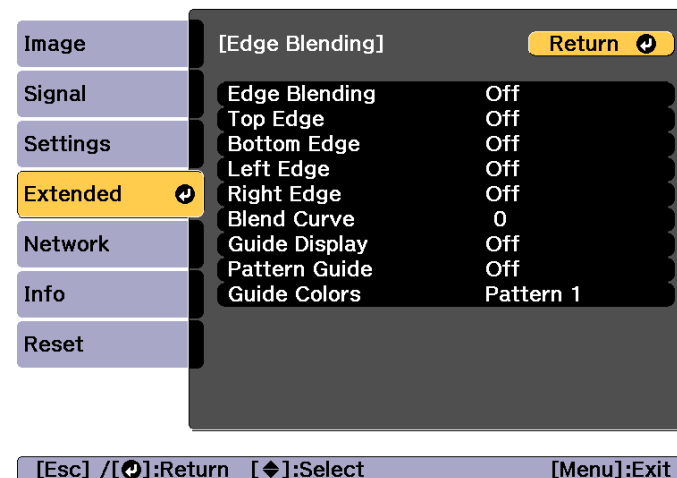 Image
Signal
Settings
Extended
Network
Info
Reset
[Edge Blending] Return
Edge Blending Off
Top Edge Off
Bottom Edge Off
Left Edge Off
Right Edge Off
Blend Curve 0
Guide Display Off
Pattern Guide Off
Guide Colors Pattern 1
[Esc] /[⏎]:Return [◆]:Select [Menu]:Exit